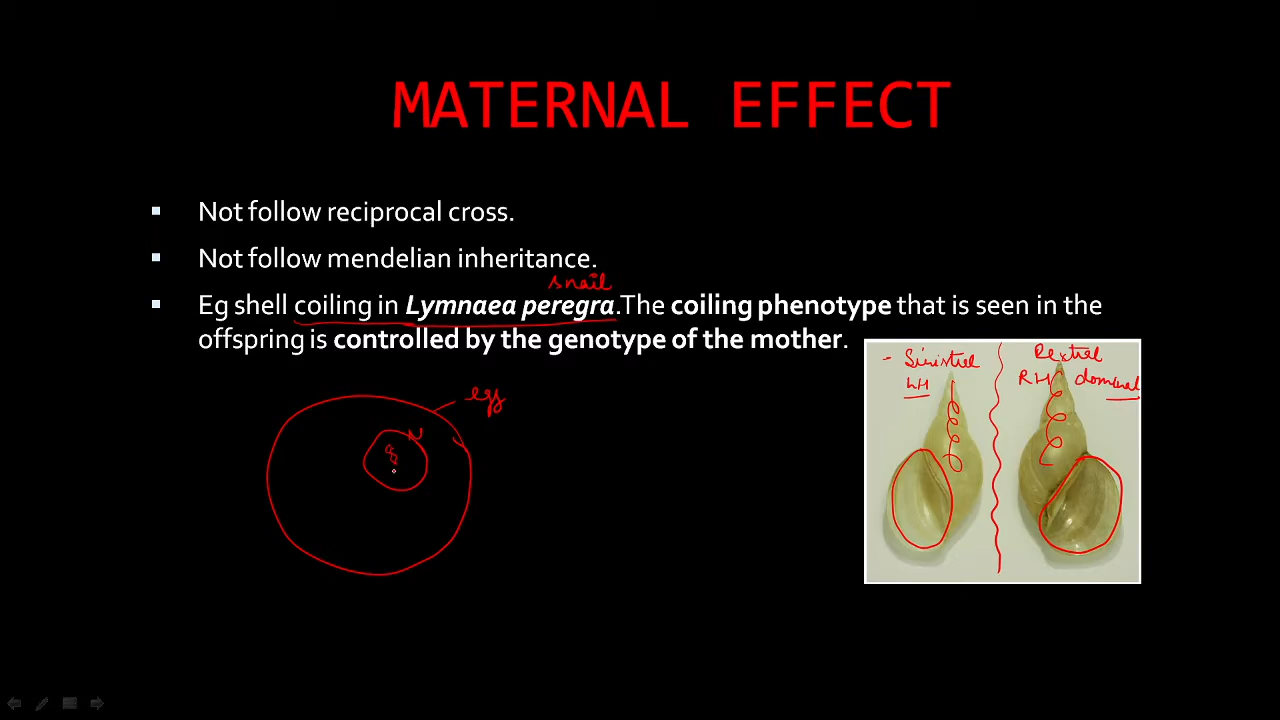 MATERNAL EFFECT
Not follow reciprocal cross.
Not follow mendelian inheritance.
snail
Eg shell coiling in Lymnaea peregra.The coiling phenotype that is seen in the
offspring is controlled by the genotype of the mother.
- Sinistral
LH
Dextral
RH dominal
egg
N